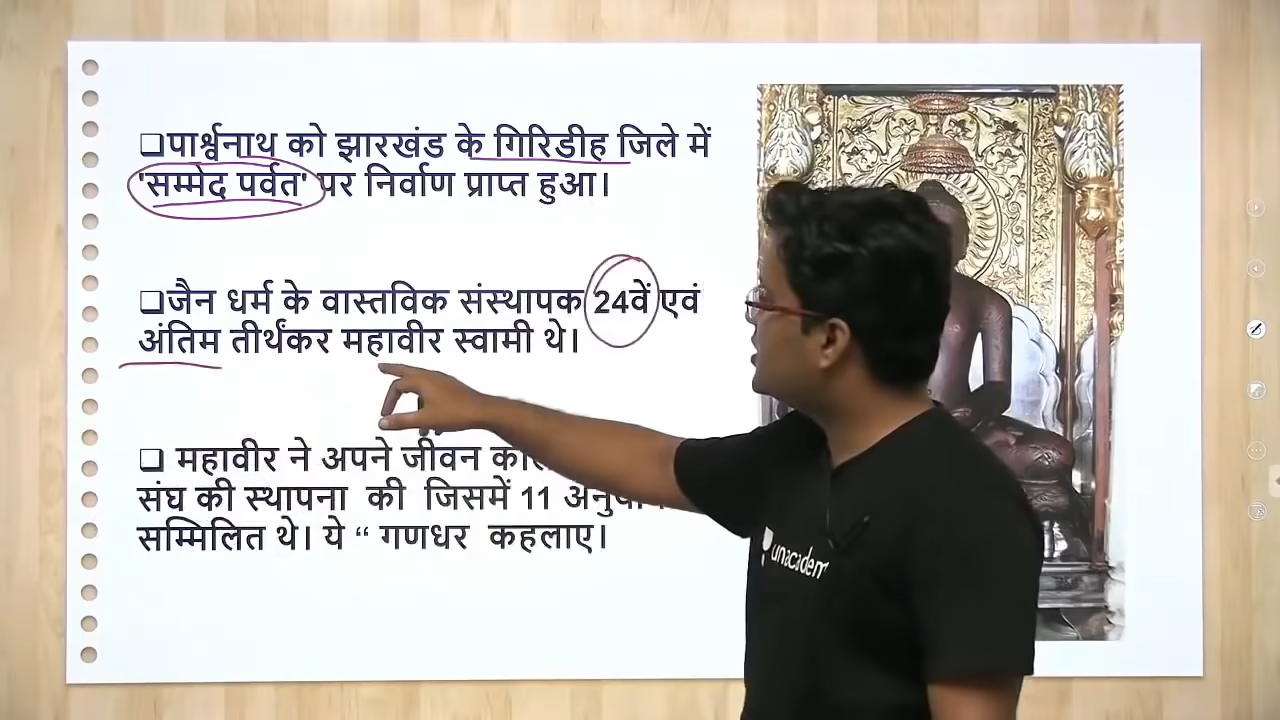 ❑पार्श्वनाथ को झारखंड के गिरिडीह जिले में
'सम्मेद पर्वत' पर निर्वाण प्राप्त हुआ।
❑जैन धर्म के वास्तविक संस्थापक 24वें एवं
अंतिम तीर्थंकर महावीर स्वामी थे।
❑ महावीर ने अपने जीवन
संघ की स्थापना की जिसमें 11
सम्मिलित थे। ये “ गणधर कहलाए।
unacadem